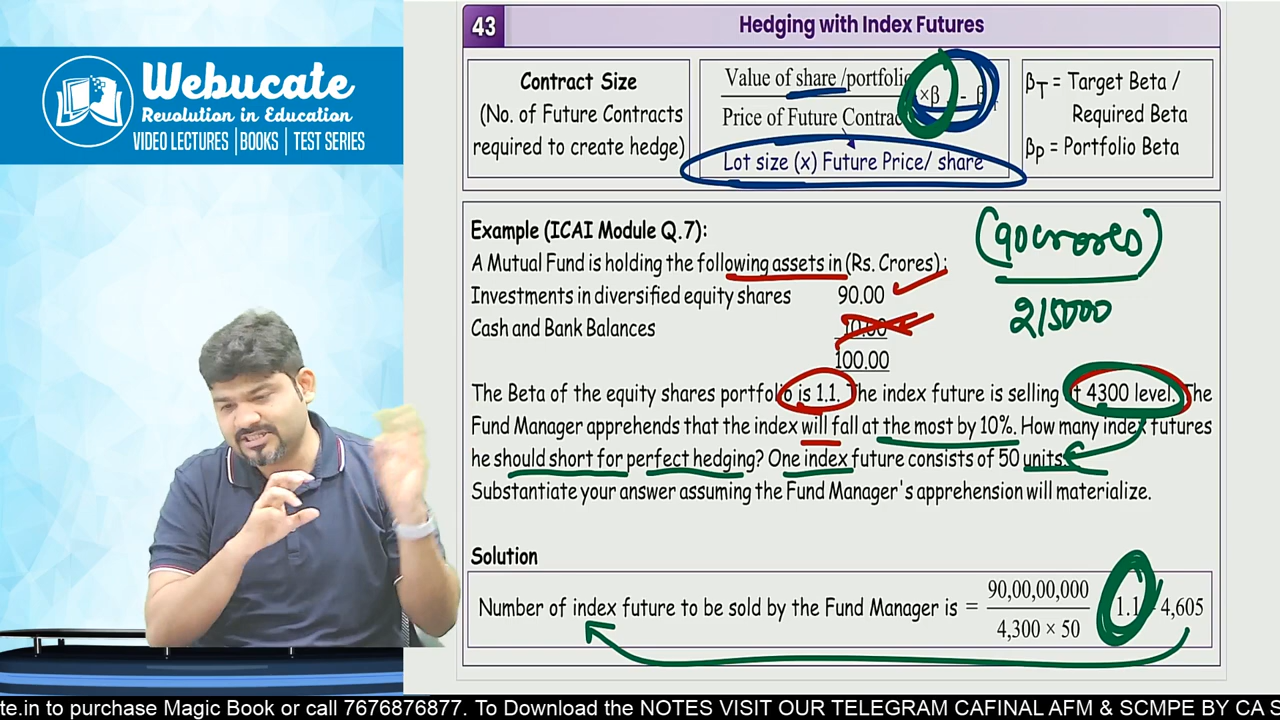 43
Hedging with Index Futures
Webucate
Revolution in Education
VIDEO LECTURES | BOOKS | TEST SERIES
Contract Size
(No. of Future Contracts
required to create hedge)
Value of share /portfolio
Price of Future Contrac
×β
-
Lot size (x) Future Price/ share
βT = Target Beta /
Required Beta
βP = Portfolio Beta
Example (ICAI Module Q.7):
A Mutual Fund is holding the following assets in (Rs. Crores) :
Investments in diversified equity shares 90.00
Cash and Bank Balances 10.00
100.00
(90 crores)
215000
The Beta of the equity shares portfolio is 1.1. The index future is selling at 4300 level. The
Fund Manager apprehends that the index will fall at the most by 10%. How many index futures
he should short for perfect hedging? One index future consists of 50 units.
Substantiate your answer assuming the Fund Manager's apprehension will materialize.
Solution
Number of index future to be sold by the Fund Manager is = 90,00,00,000
4,300 × 50
1.1 4,605
te.in to purchase Magic Book or call 7676876877. To Download the NOTES VISIT OUR TELEGRAM CAFINAL AFM & SCMPE BY CA S